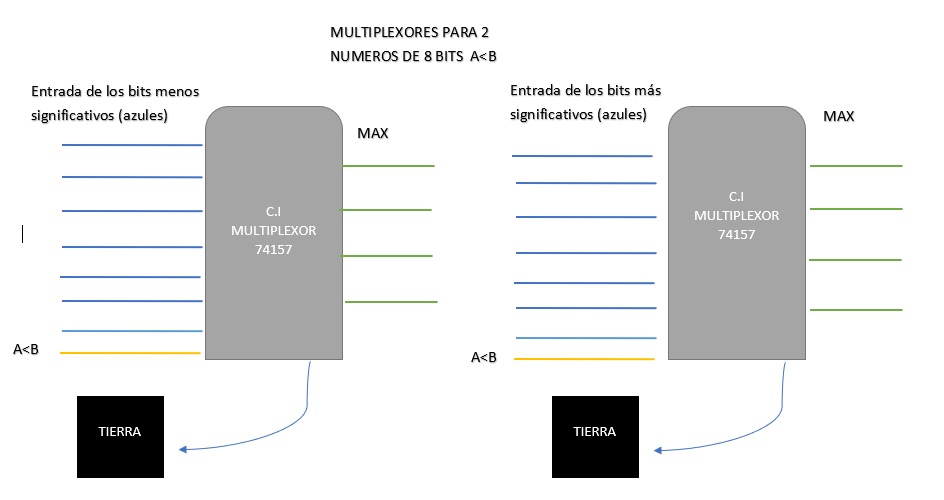 MULTIPLEXORES PARA 2
NUMEROS DE 8 BITS A<B
Entrada de los bits menos
significativos (azules)
MAX
C.I
MULTIPLEXOR
74157
A<B
TIERRA
Entrada de los bits más
significativos (azules)
MAX
C.I
MULTIPLEXOR
74157
A<B
TIERRA